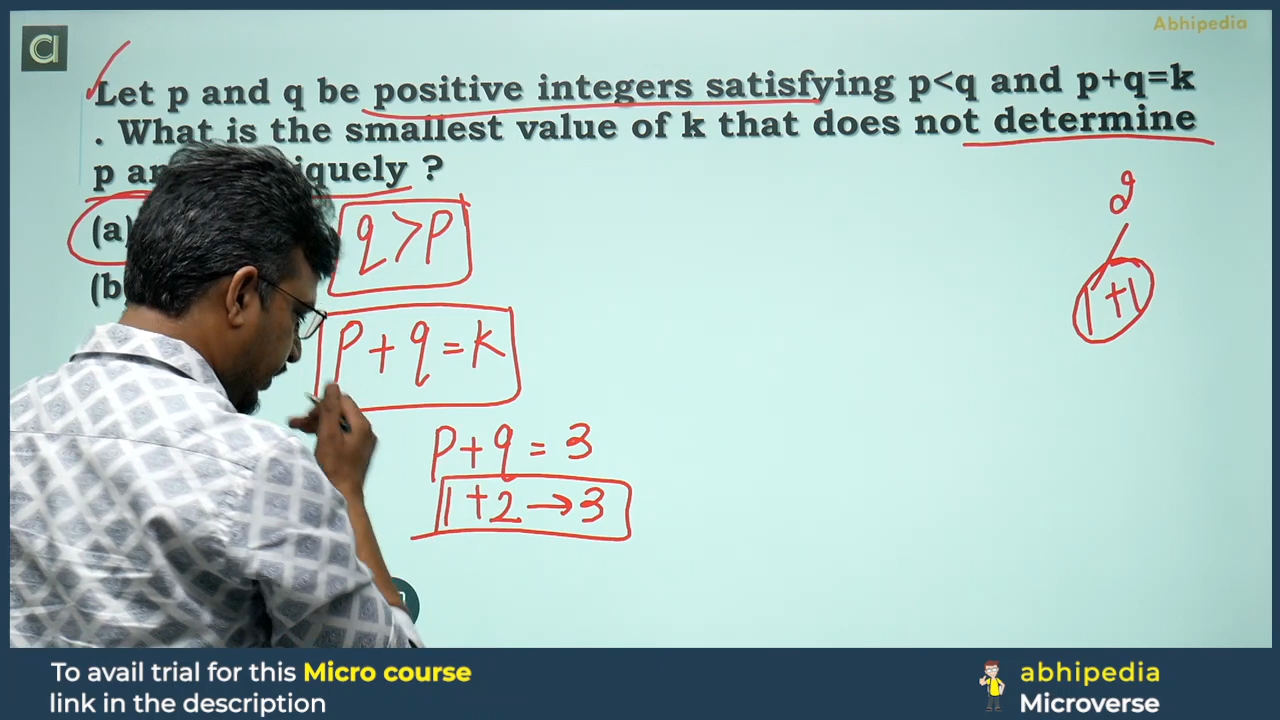 Abhipedia
Let p and q be positive integers satisfying p<q and p+q=k
. What is the smallest value of k that does not determine
p
?
(a)
q>p
2
(b
1+1
p+q=k
p+q=3
1+2→3
To avail trial for this Micro course
link in the description
abhipedia
Microverse